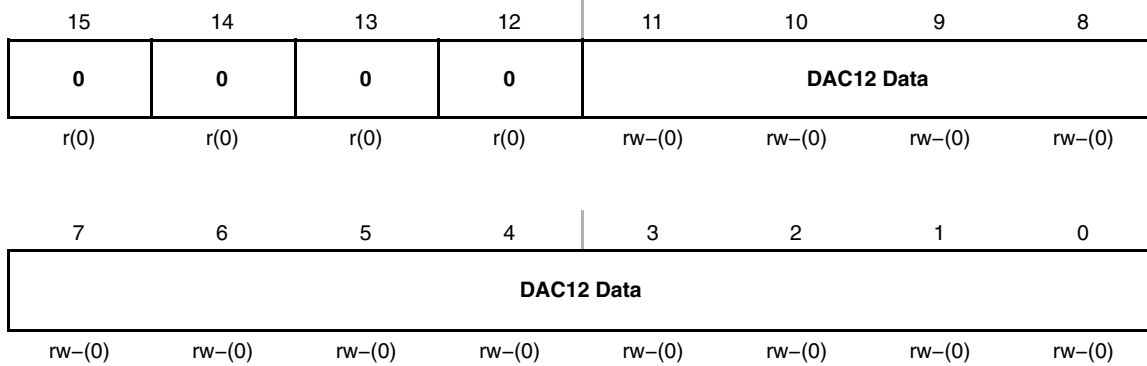 15 14 13 12 11 10 9 8
0 0 0 0 DAC12 Data
r(0) r(0) r(0) r(0) rw−(0) rw−(0) rw−(0) rw−(0)
7 6 5 4 3 2 1 0
DAC12 Data
rw−(0) rw−(0) rw−(0) rw−(0) rw−(0) rw−(0) rw−(0) rw−(0)